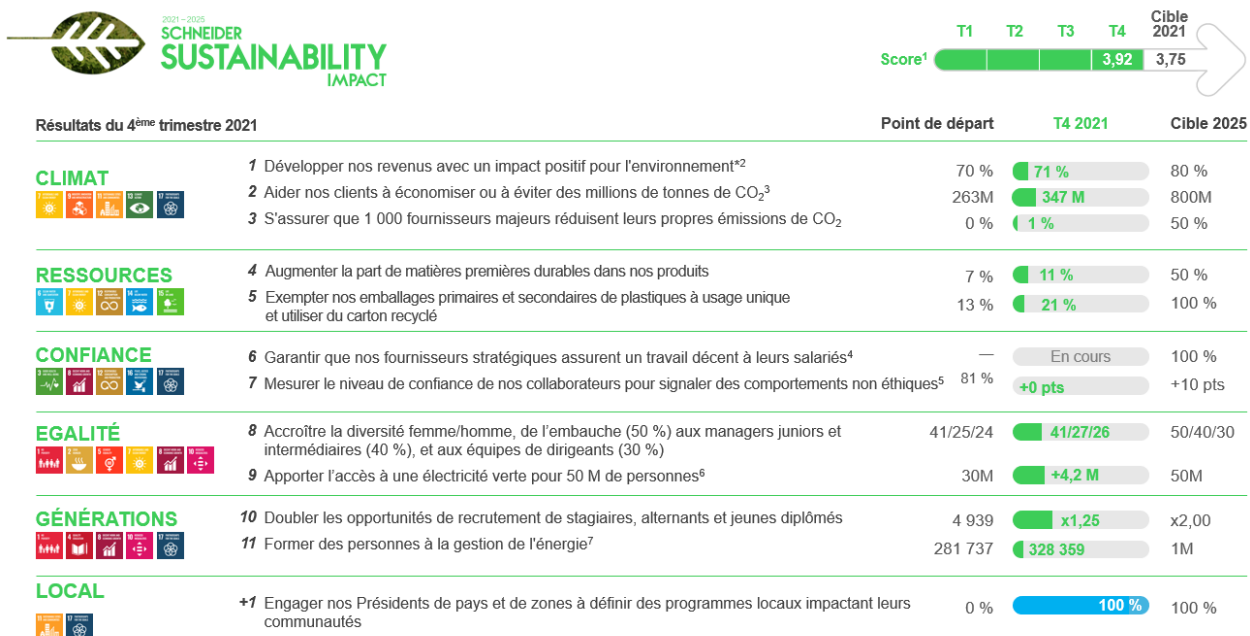 2021–2025
SCHNEIDER
SUSTAINABILITY
IMPACT
T1 T2 T3 T4 Cible 2021
Score¹ 3,92 3,75
Résultats du 4ème trimestre 2021 Point de départ T4 2021 Cible 2025
CLIMAT
1 Développer nos revenus avec un impact positif pour l'environnement*² 70 % 71 % 80 %
2 Aider nos clients à économiser ou à éviter des millions de tonnes de CO₂³ 263M 347 M 800M
3 S'assurer que 1 000 fournisseurs majeurs réduisent leurs propres émissions de CO₂ 0 % 1 % 50 %
RESSOURCES
4 Augmenter la part de matières premières durables dans nos produits 7 % 11 % 50 %
5 Exempter nos emballages primaires et secondaires de plastiques à usage unique
et utiliser du carton recyclé 13 % 21 % 100 %
CONFIANCE
6 Garantir que nos fournisseurs stratégiques assurent un travail décent à leurs salariés⁴ — En cours 100 %
7 Mesurer le niveau de confiance de nos collaborateurs pour signaler des comportements non éthiques⁵ 81 % +0 pts +10 pts
EGALITÉ
8 Accroître la diversité femme/homme, de l'embauche (50 %) aux managers juniors et
intermédiaires (40 %), et aux équipes de dirigeants (30 %) 41/25/24 41/27/26 50/40/30
9 Apporter l'accès à une électricité verte pour 50 M de personnes⁶ 30M +4,2 M 50M
GÉNÉRATIONS
10 Doubler les opportunités de recrutement de stagiaires, alternants et jeunes diplômés 4 939 x1,25 x2,00
11 Former des personnes à la gestion de l'énergie⁷ 281 737 328 359 1M
LOCAL
+1 Engager nos Présidents de pays et de zones à définir des programmes locaux impactant leurs
communautés 0 % 100 % 100 %